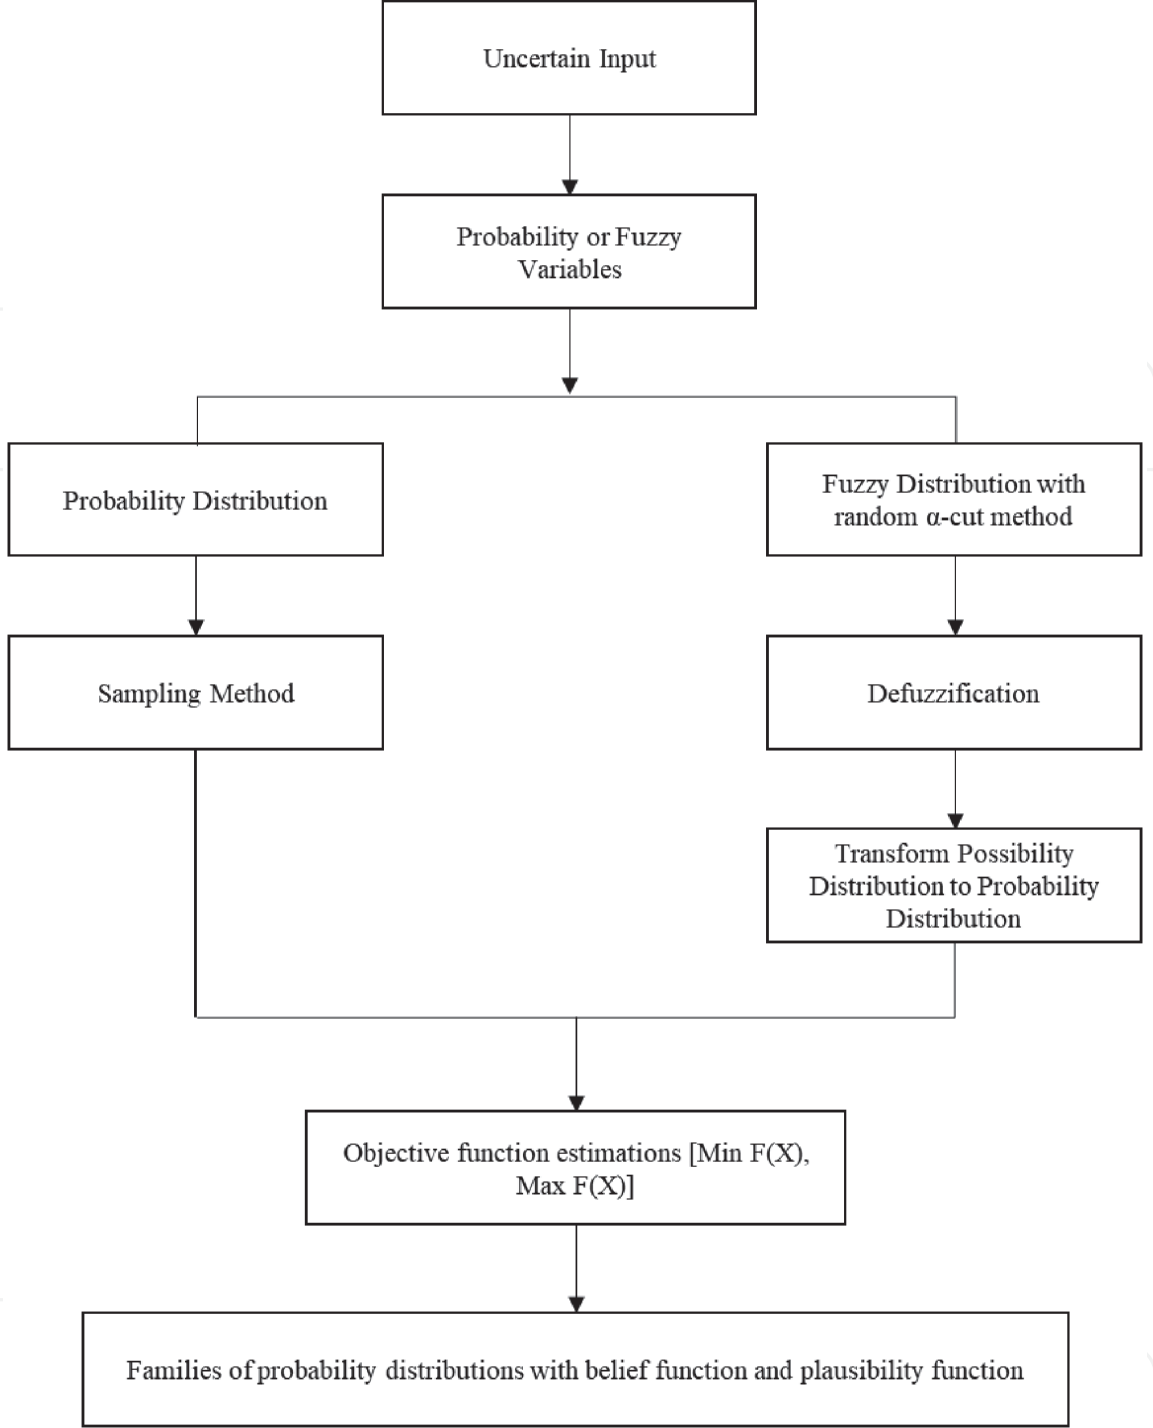 Uncertain Input
Probability or Fuzzy
Variables
Probability Distribution
Fuzzy Distribution with
random α-cut method
Sampling Method
Defuzzification
Transform Possibility
Distribution to Probability
Distribution
Objective function estimations [Min F(X),
Max F(X)]
Families of probability distributions with belief function and plausibility function